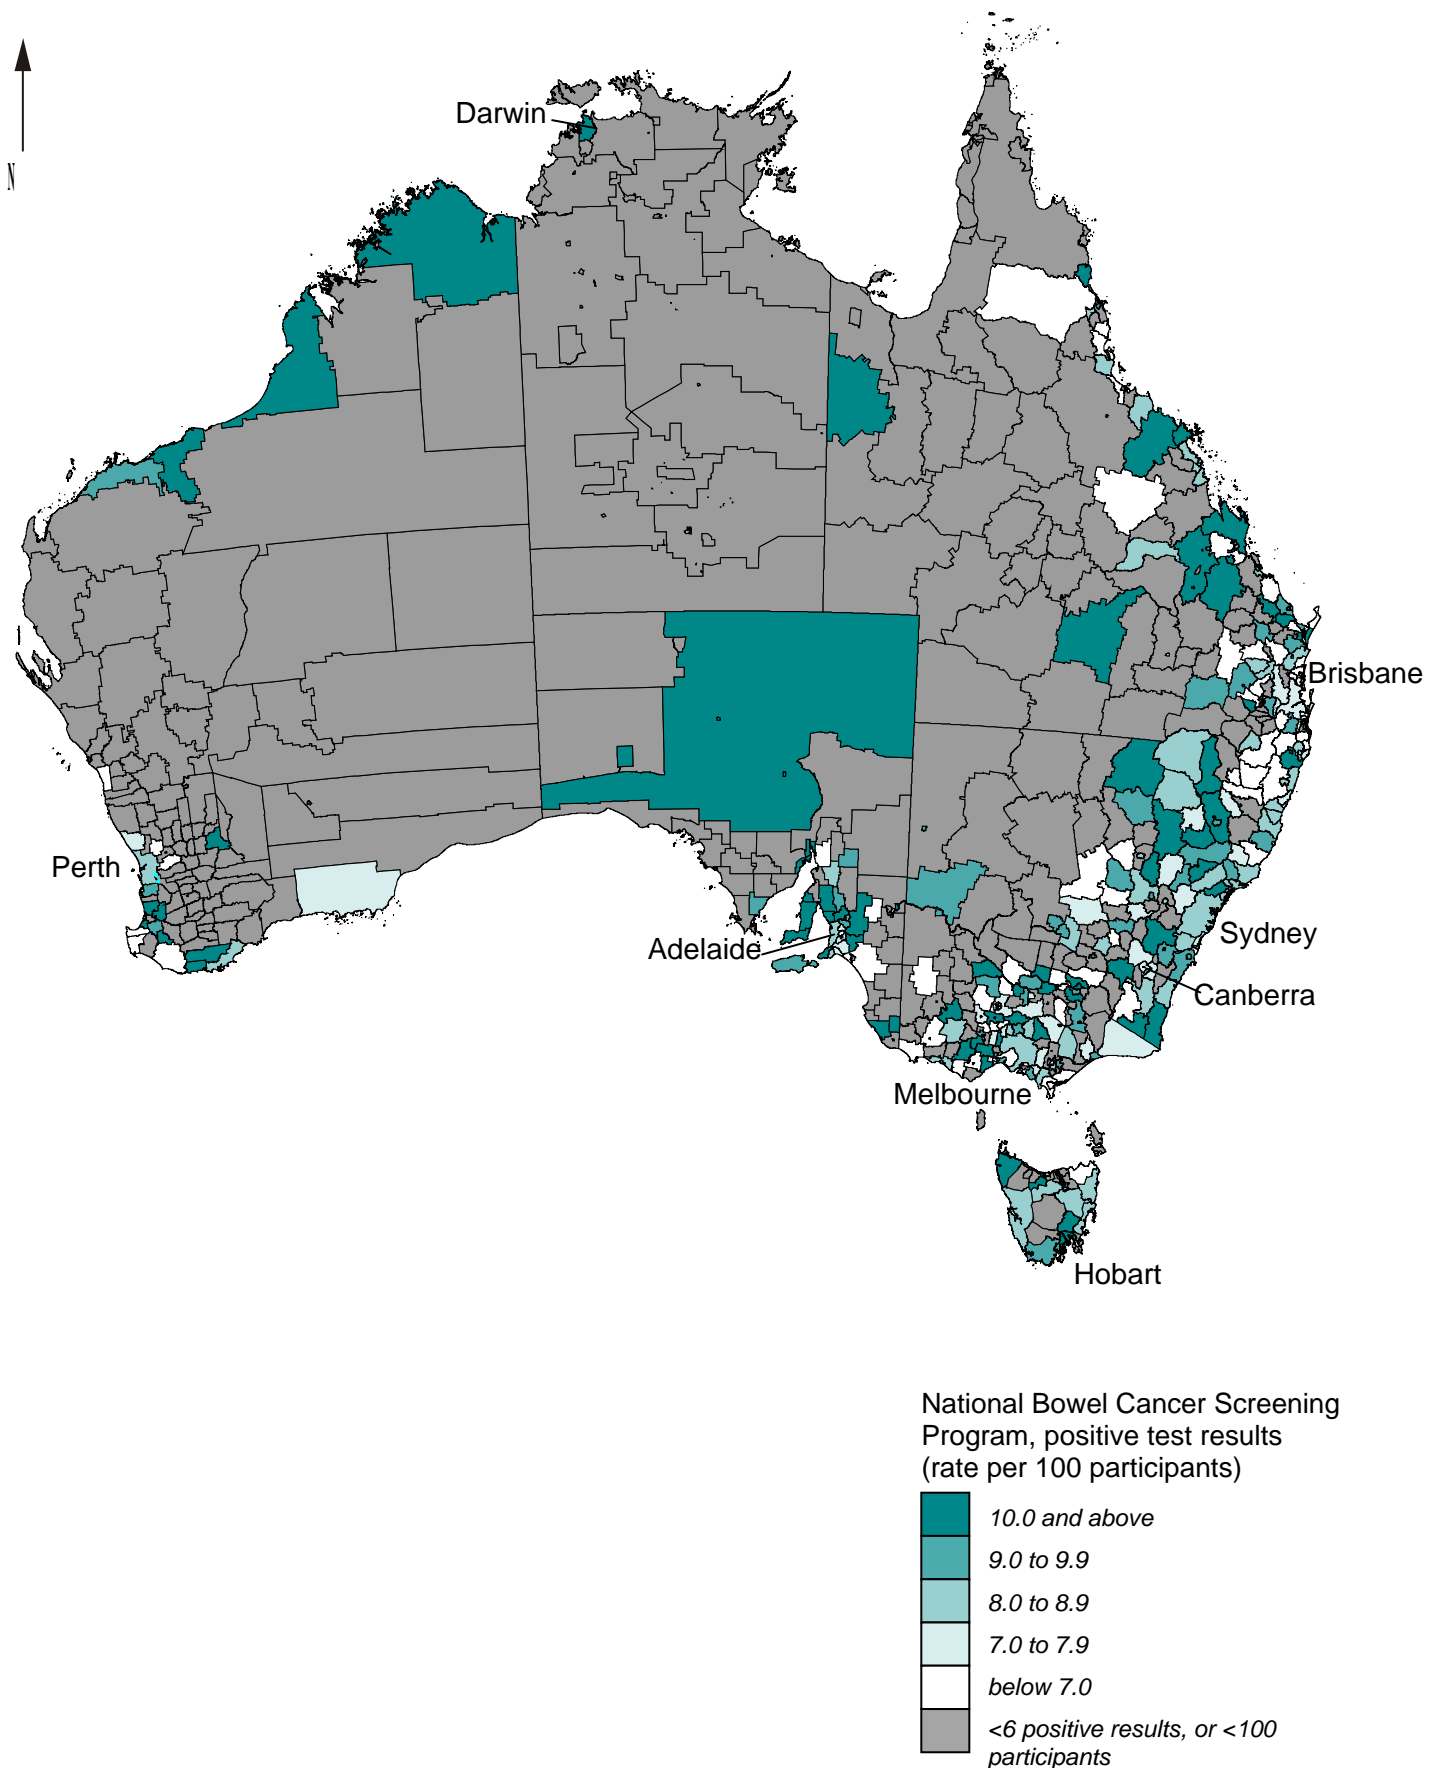 N
Darwin
Brisbane
Perth
Sydney
Adelaide
Canberra
Melbourne
Hobart
National Bowel Cancer Screening
Program, positive test results
(rate per 100 participants)
10.0 and above
9.0 to 9.9
8.0 to 8.9
7.0 to 7.9
below 7.0
<6 positive results, or <100
participants